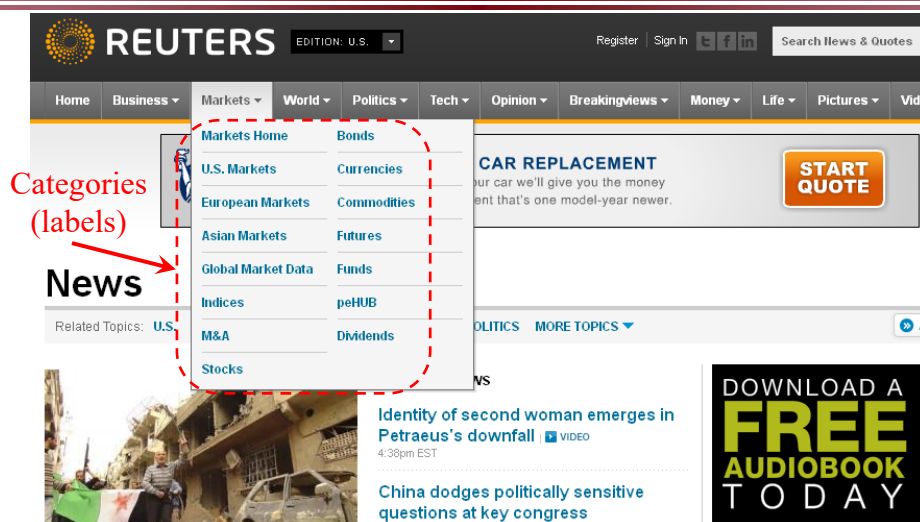 REUTERS EDITION: U.S. Register Sign In t f in Search News & Quotes
Home Business Markets World Politics Tech Opinion Breakingviews Money Life Pictures Vid
Markets Home Bonds
U.S. Markets Currencies
European Markets Commodities
Asian Markets Futures
Global Market Data Funds
Indices peHUB
M&A Dividends
Stocks
Categories
(labels)
CAR REPLACEMENT
our car we'll give you the money
ent that's one model-year newer.
START
QUOTE
News
Related Topics: U.S. OLITICS MORE TOPICS
WS
Identity of second woman emerges in
Petraeus's downfall VIDEO
4:38pm EST
China dodges politically sensitive
questions at key congress
DOWNLOAD A
FREE
AUDIOBOOK
TODAY